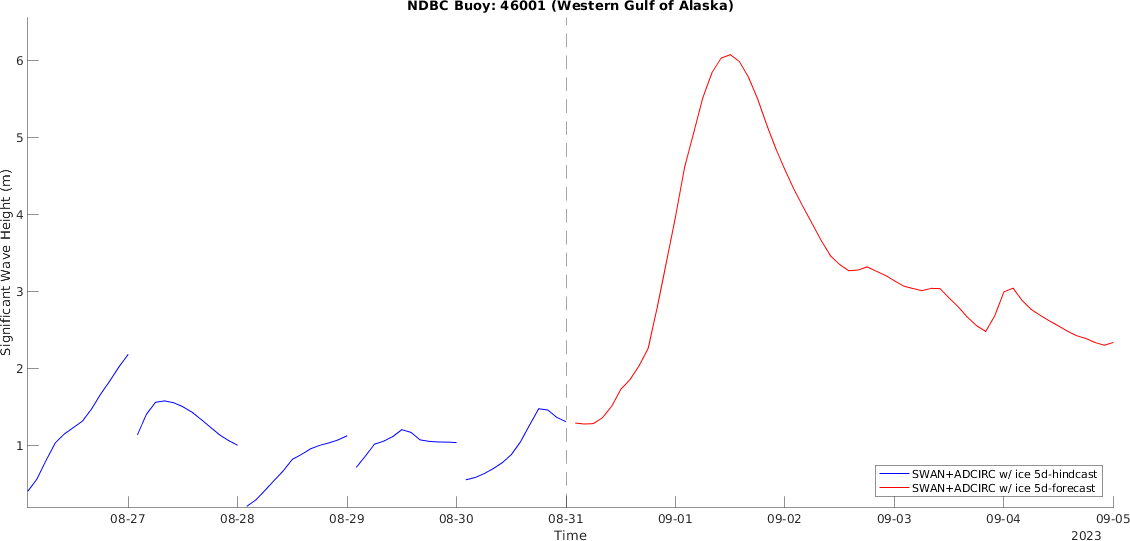 NDBC Buoy: 46001 (Western Gulf of Alaska)
6
5
4
3
2
1
Significant Wave Height (m)
SWAN+ADCIRC w/ ice 5d-hindcast
SWAN+ADCIRC w/ ice 5d-forecast
08-27 08-28 08-29 08-30 08-31 09-01 09-02 09-03 09-04 09-05
Time
2023